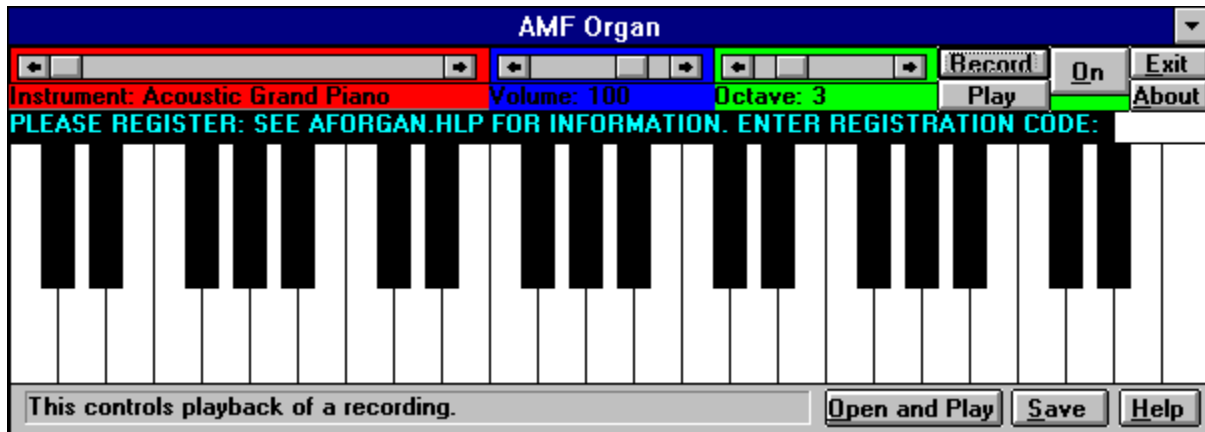 AMF Organ
Record On Exit
Instrument: Acoustic Grand Piano Volume: 100 Octave: 3 Play About
PLEASE REGISTER: SEE AFORGAN.HLP FOR INFORMATION. ENTER REGISTRATION CODE:
This controls playback of a recording. Open and Play Save Help